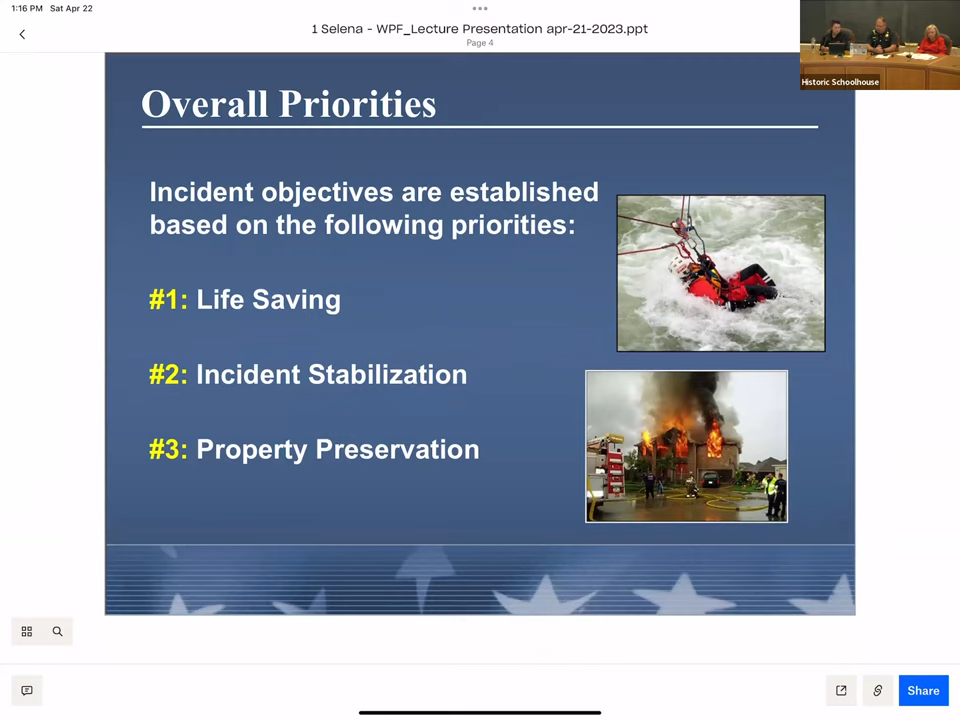 1:16 PM Sat Apr 22
1 Selena - WPF_Lecture Presentation apr-21-2023.ppt
Page 4
Historic Schoolhouse
Overall Priorities
Incident objectives are established
based on the following priorities:
#1: Life Saving
#2: Incident Stabilization
#3: Property Preservation
Share